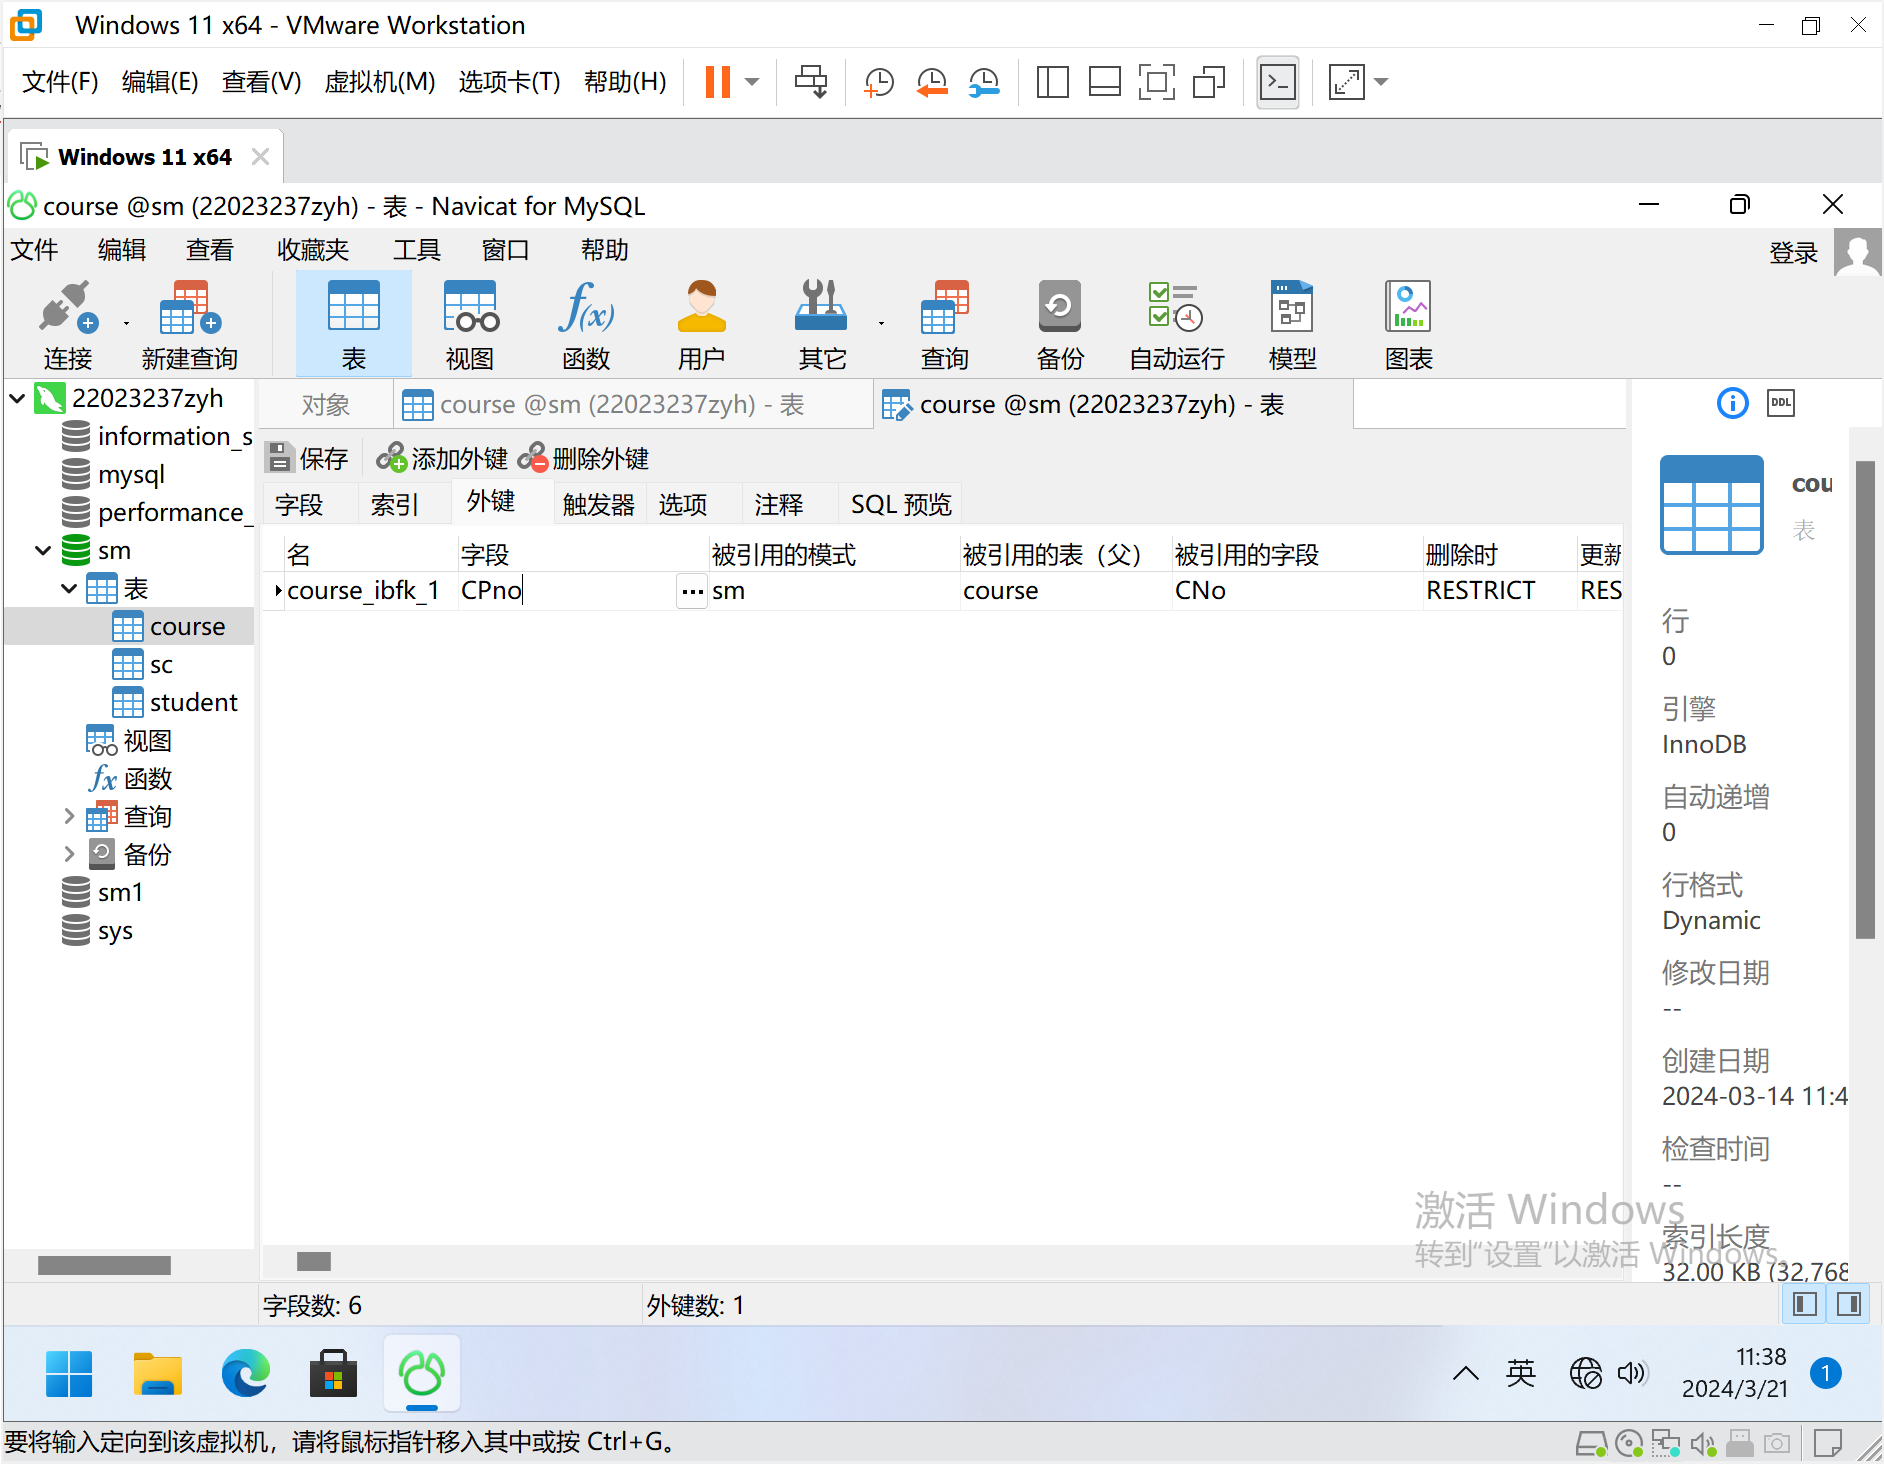 Windows 11 x64 - VMware Workstation
文件(F) 编辑(E) 查看(V) 虚拟机(M) 选项卡(T) 帮助(H)
Windows 11 x64
course @sm (22023237zyh) - 表 - Navicat for MySQL
文件 编辑 查看 收藏夹 工具 窗口 帮助 登录
连接 新建查询 表 视图 函数 用户 其它 查询 备份 自动运行 模型 图表
22023237zyh
information_s
mysql
performance_
sm
表
course
sc
student
视图
函数
查询
备份
sm1
sys
对象 course @sm (22023237zyh) - 表 course @sm (22023237zyh) - 表
保存 添加外键 删除外键
字段 索引 外键 触发器 选项 注释 SQL 预览
名 字段 被引用的模式 被引用的表（父） 被引用的字段 删除时 更新
course_ibfk_1 CPno sm course CNo RESTRICT RES
DDL
cou
表
行
0
引擎
InnoDB
自动递增
0
行格式
Dynamic
修改日期
--
创建日期
2024-03-14 11:4
检查时间
--
索引长度
32.00 KB (32,768
激活 Windows
转到“设置”以激活 Windows。
字段数: 6 外键数: 1
英
11:38
2024/3/21
1
要将输入定向到该虚拟机，请将鼠标指针移入其中或按 Ctrl+G。